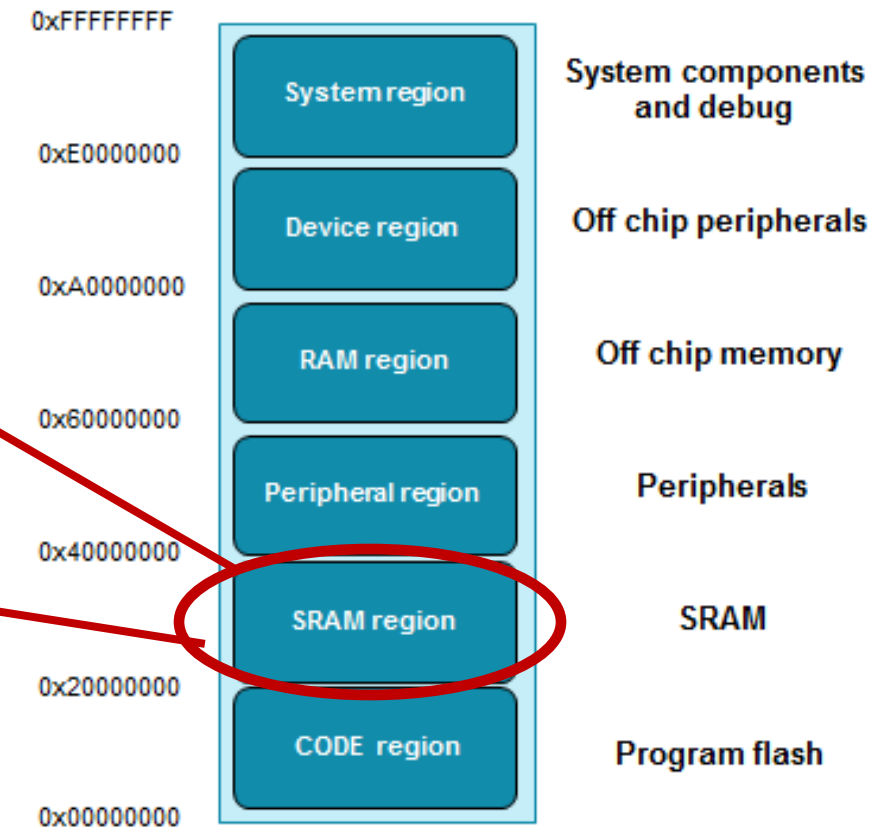 0xFFFFFFFF
System region
System components
and debug
0xE0000000
Device region
Off chip peripherals
0xA0000000
RAM region
Off chip memory
0x60000000
Peripheral region
Peripherals
0x40000000
SRAM region
SRAM
0x20000000
CODE region
Program flash
0x00000000